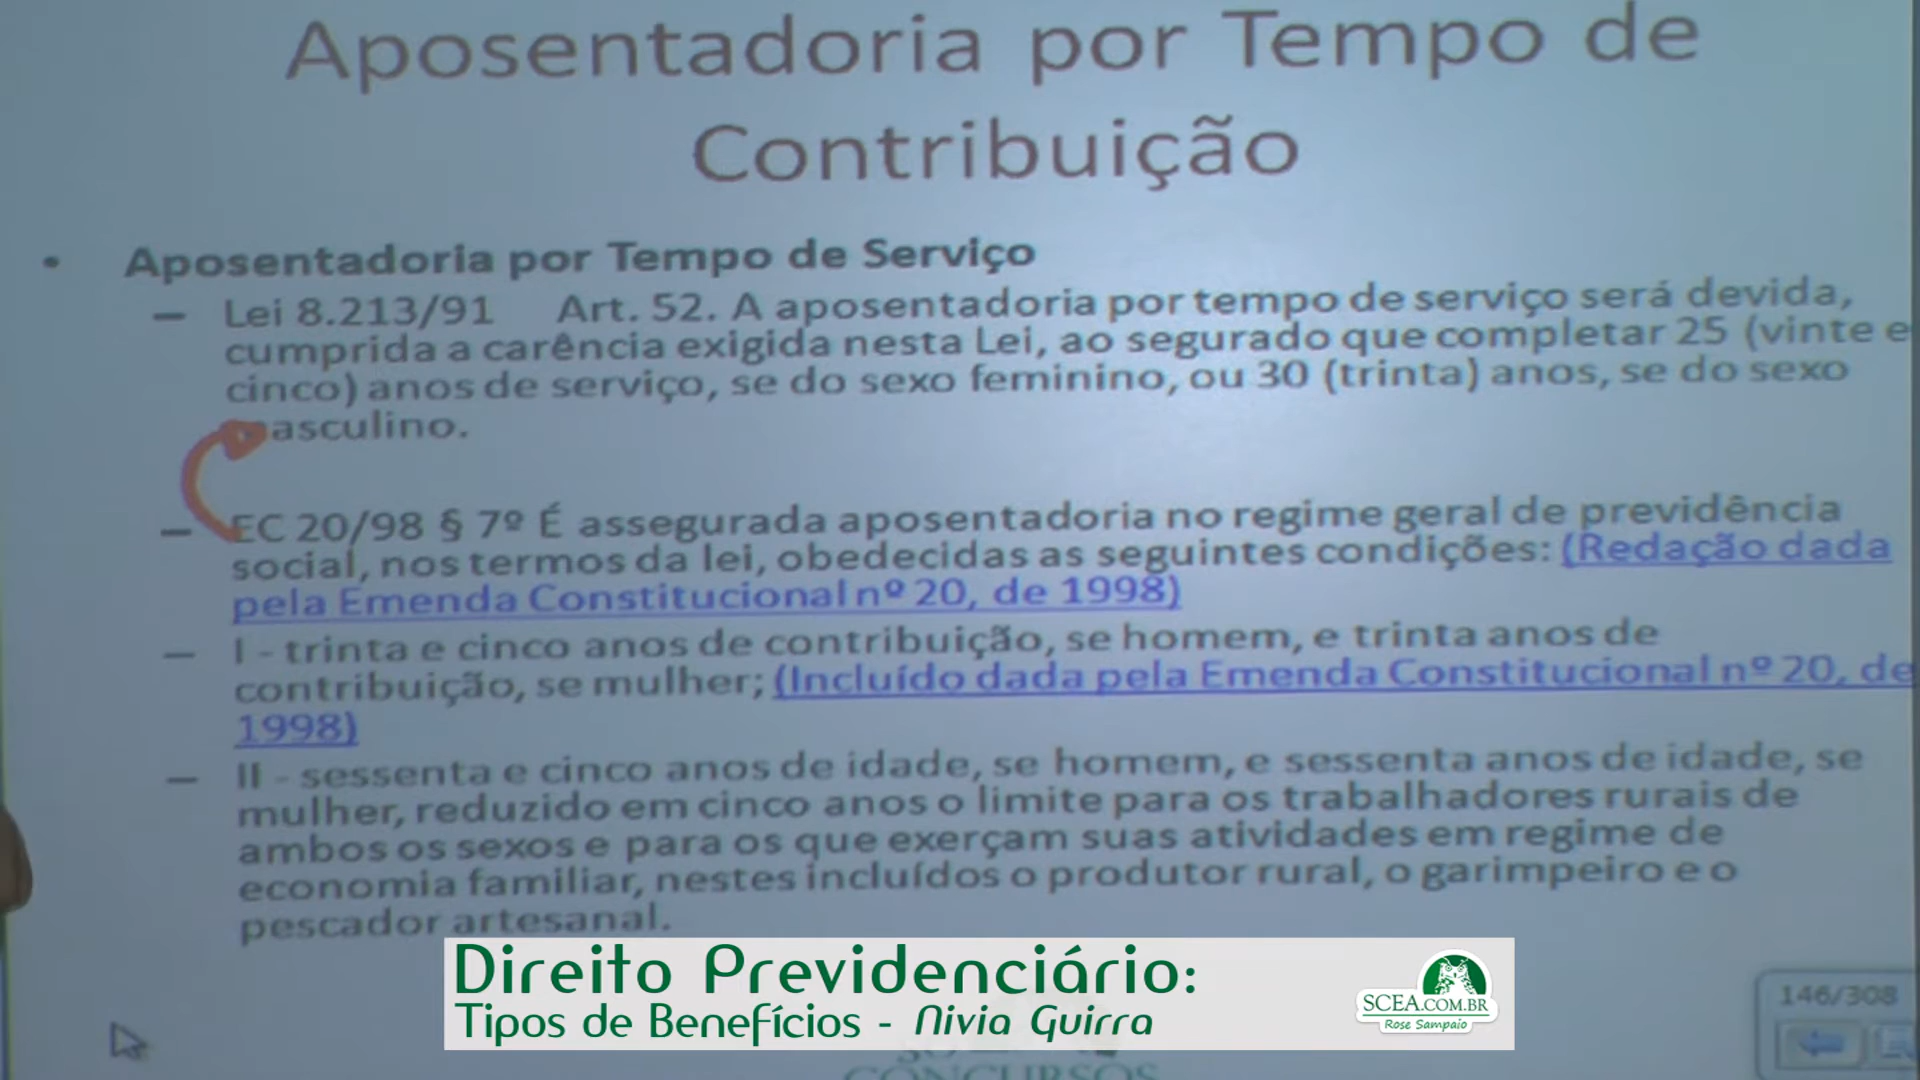 Aposentadoria por Tempo de
Contribuição
• Aposentadoria por Tempo de Serviço
– Lei 8.213/91 Art. 52. A aposentadoria por tempo de serviço será devida,
cumprida a carência exigida nesta Lei, ao segurado que completar 25 (vinte e
cinco) anos de serviço, se do sexo feminino, ou 30 (trinta) anos, se do sexo
masculino.
– EC 20/98 § 7º É assegurada aposentadoria no regime geral de previdência
social, nos termos da lei, obedecidas as seguintes condições: (Redação dada
pela Emenda Constitucional nº 20, de 1998)
– I - trinta e cinco anos de contribuição, se homem, e trinta anos de
contribuição, se mulher; (Incluído dada pela Emenda Constitucional nº 20, de
1998)
– II - sessenta e cinco anos de idade, se homem, e sessenta anos de idade, se
mulher, reduzido em cinco anos o limite para os trabalhadores rurais de
ambos os sexos e para os que exerçam suas atividades em regime de
economia familiar, nestes incluídos o produtor rural, o garimpeiro e o
pescador artesanal.
Direito Previdenciário:
Tipos de Benefícios - Nivia Guirra
SCEA.COM.BR
Rose Sampaio
146/308
CONCURSOS